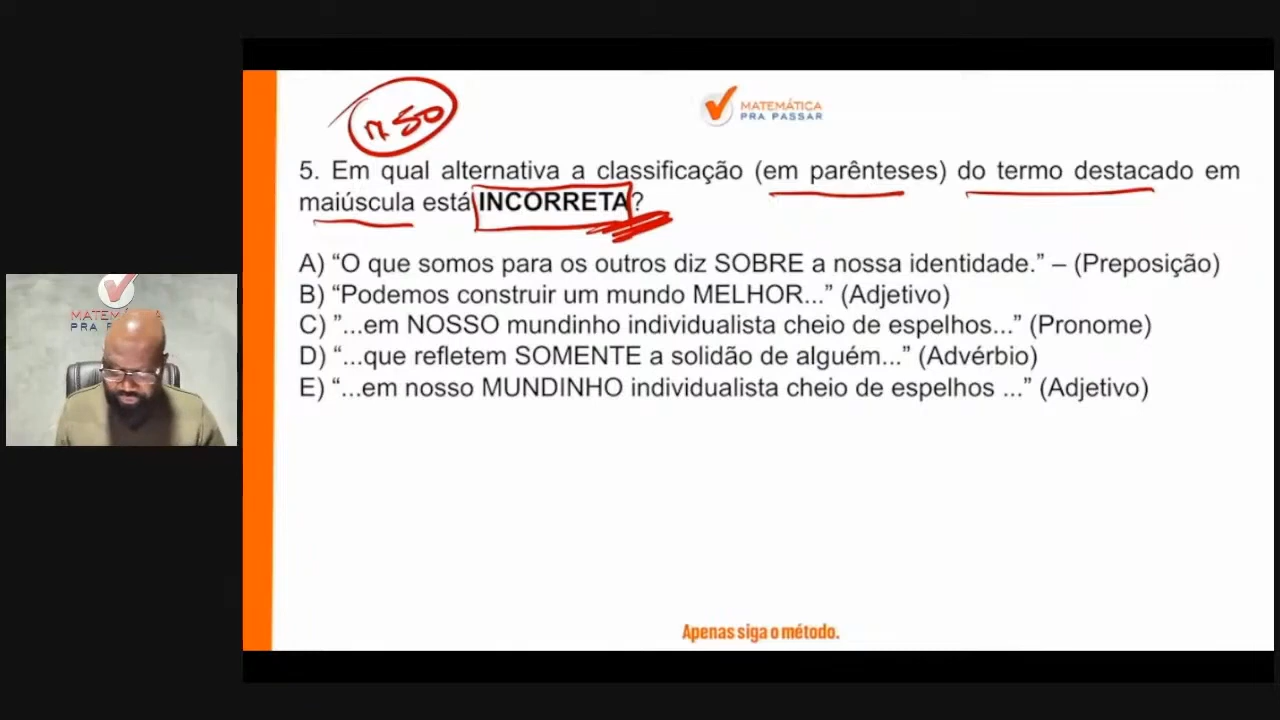 MATEMÁTICA
PRA PASSAR
5. Em qual alternativa a classificação (em parênteses) do termo destacado em
maiúscula está INCORRETA?
A) “O que somos para os outros diz SOBRE a nossa identidade.” – (Preposição)
B) “Podemos construir um mundo MELHOR...” (Adjetivo)
C) ”...em NOSSO mundinho individualista cheio de espelhos...” (Pronome)
D) “...que refletem SOMENTE a solidão de alguém...” (Advérbio)
E) “...em nosso MUNDINHO individualista cheio de espelhos ...” (Adjetivo)
Apenas siga o método.
PRA PASSAR